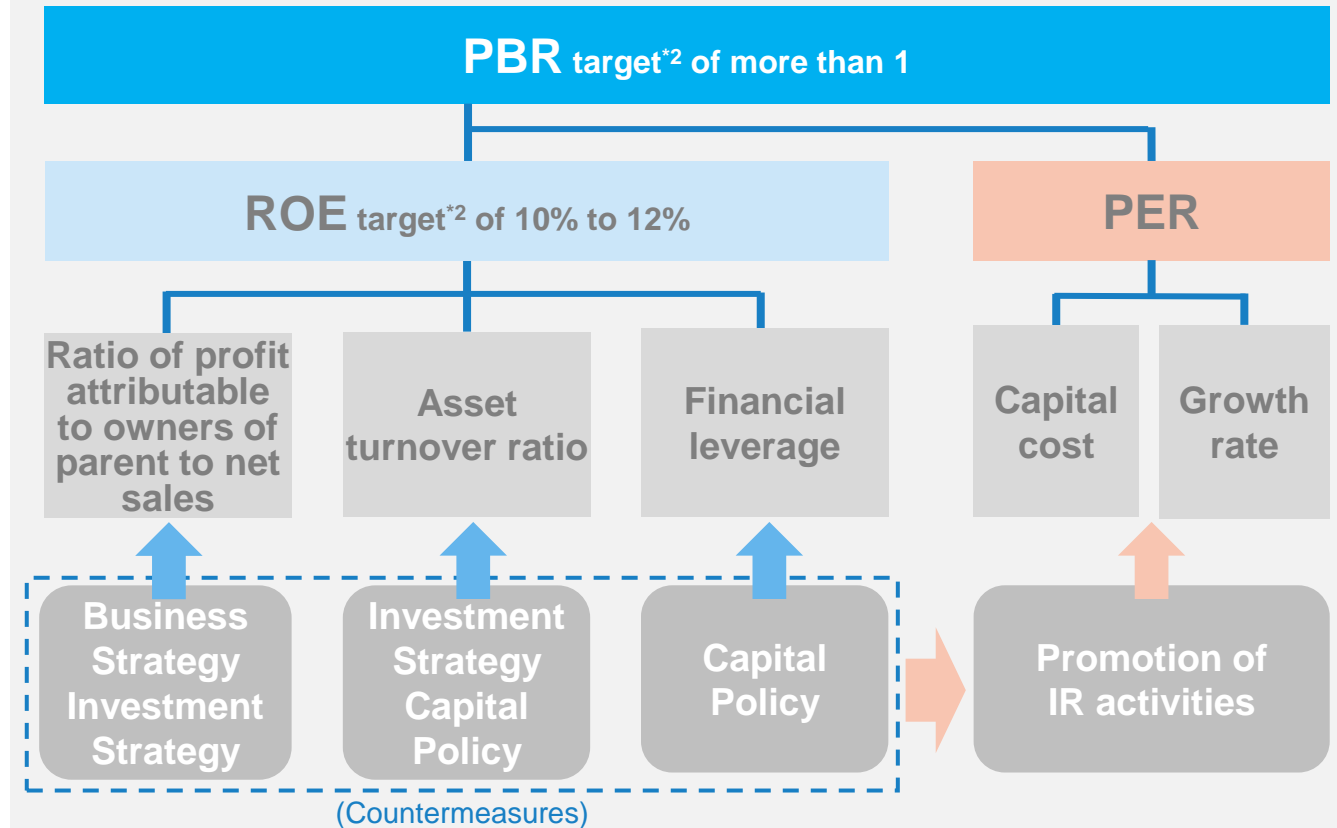 PBR target*2 of more than 1
ROE target*2 of 10% to 12%
PER
Ratio of profit
attributable
to owners of
parent to net
sales
Asset
turnover ratio
Financial
leverage
Capital
cost
Growth
rate
Business
Strategy
Investment
Strategy
Investment
Strategy
Capital
Policy
Capital
Policy
Promotion of
IR activities
(Countermeasures)